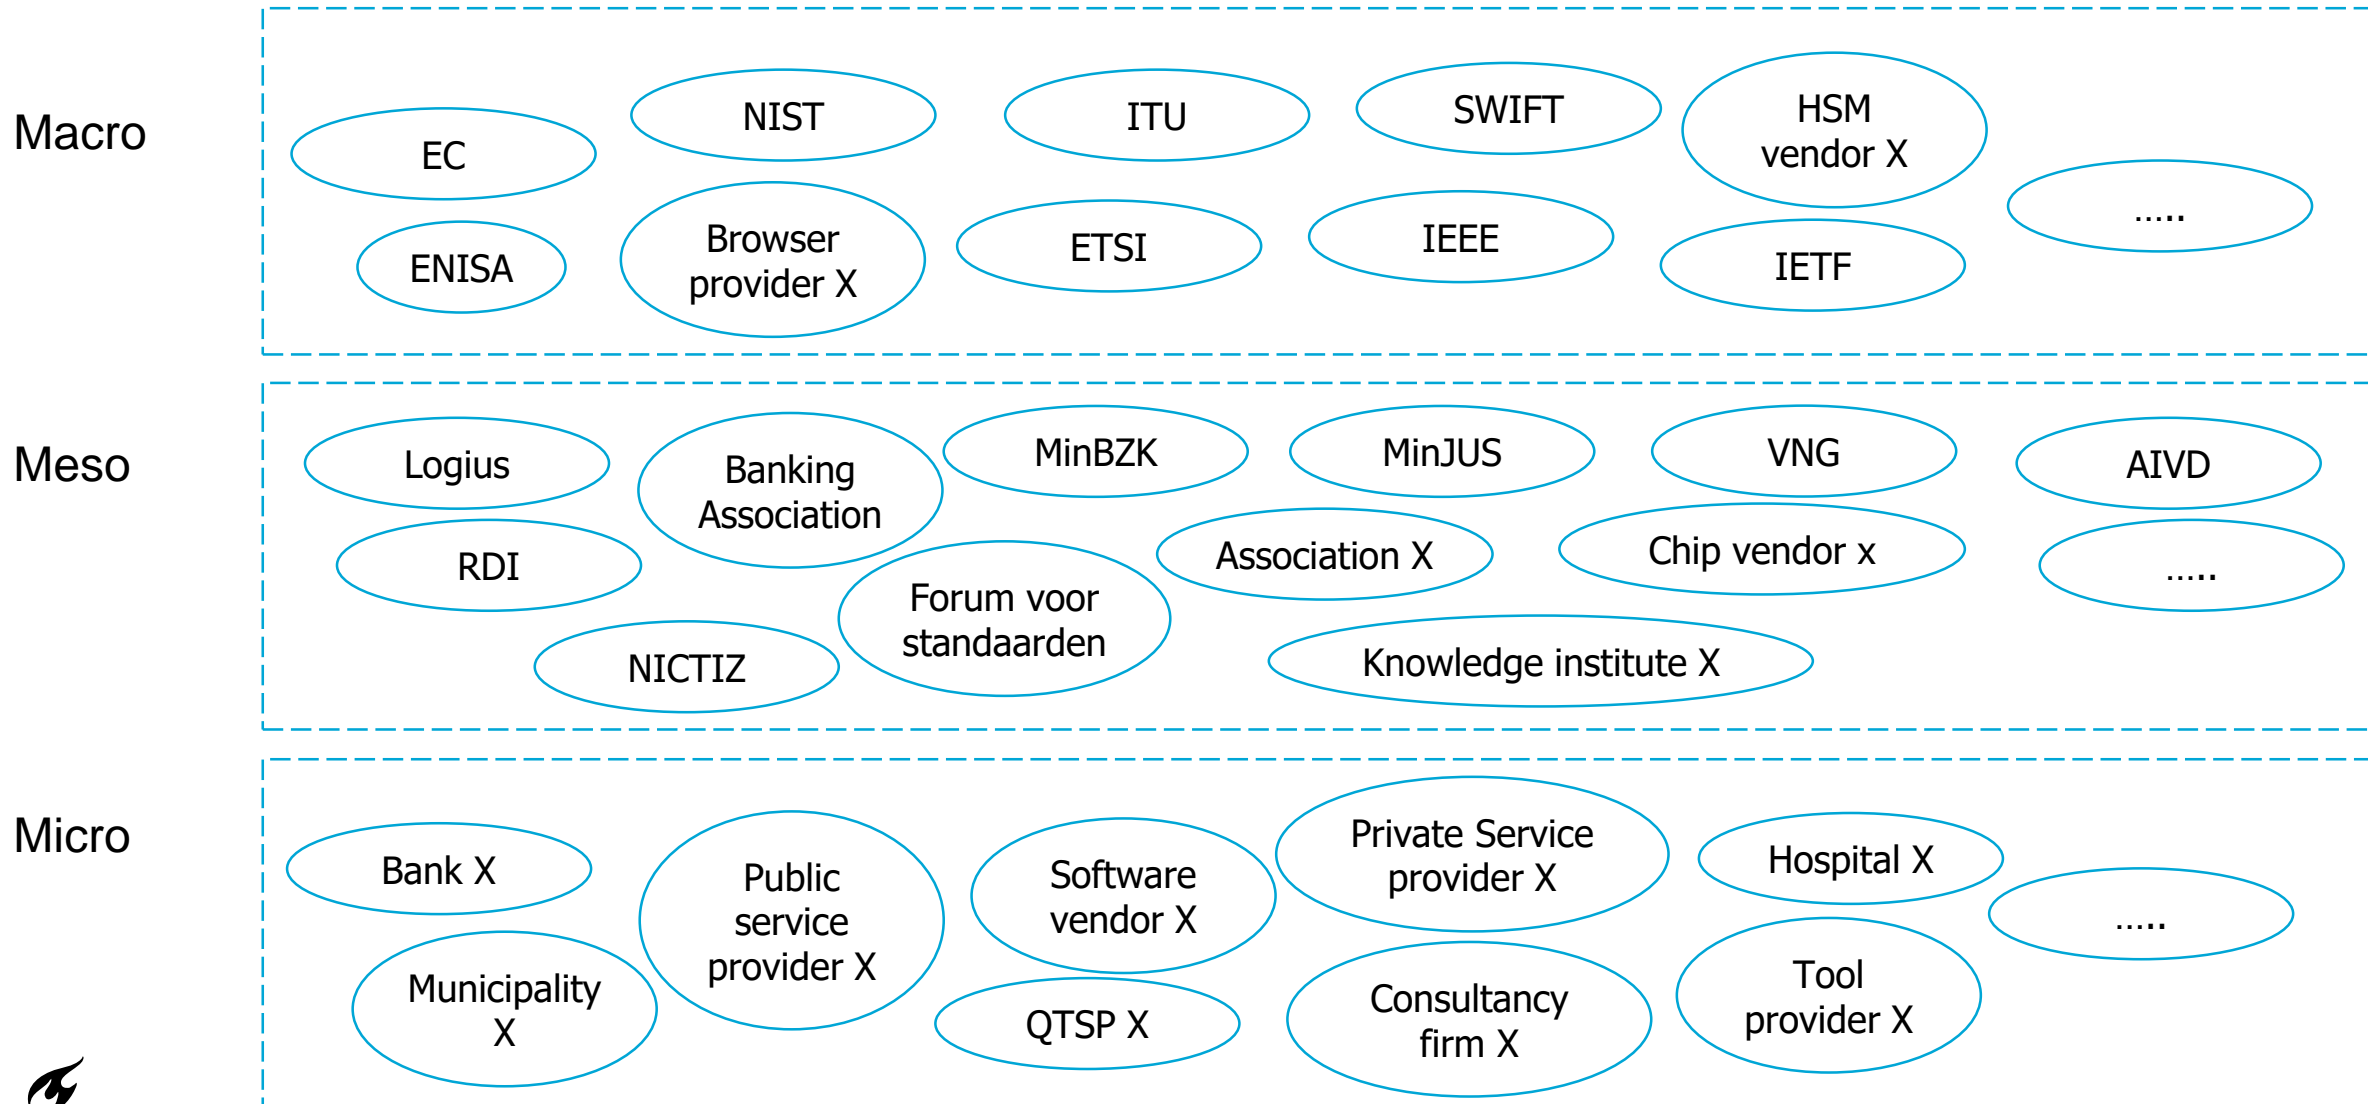 Macro
EC
NIST
ITU
SWIFT
HSM
vendor X
…..
ENISA
Browser
provider X
ETSI
IEEE
IETF
Meso
Logius
Banking
Association
MinBZK
MinJUS
VNG
AIVD
RDI
Forum voor
standaarden
Association X
Chip vendor x
…..
NICTIZ
Knowledge institute X
Micro
Bank X
Public
service
provider X
Software
vendor X
Private Service
provider X
Hospital X
…..
Municipality
X
QTSP X
Consultancy
firm X
Tool
provider X